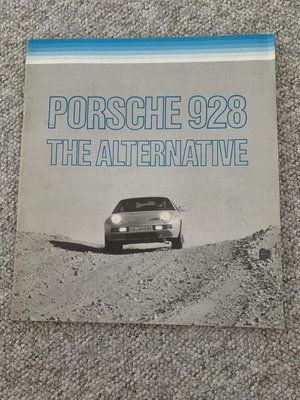 PORSCHE 928
THE ALTERNATIVE